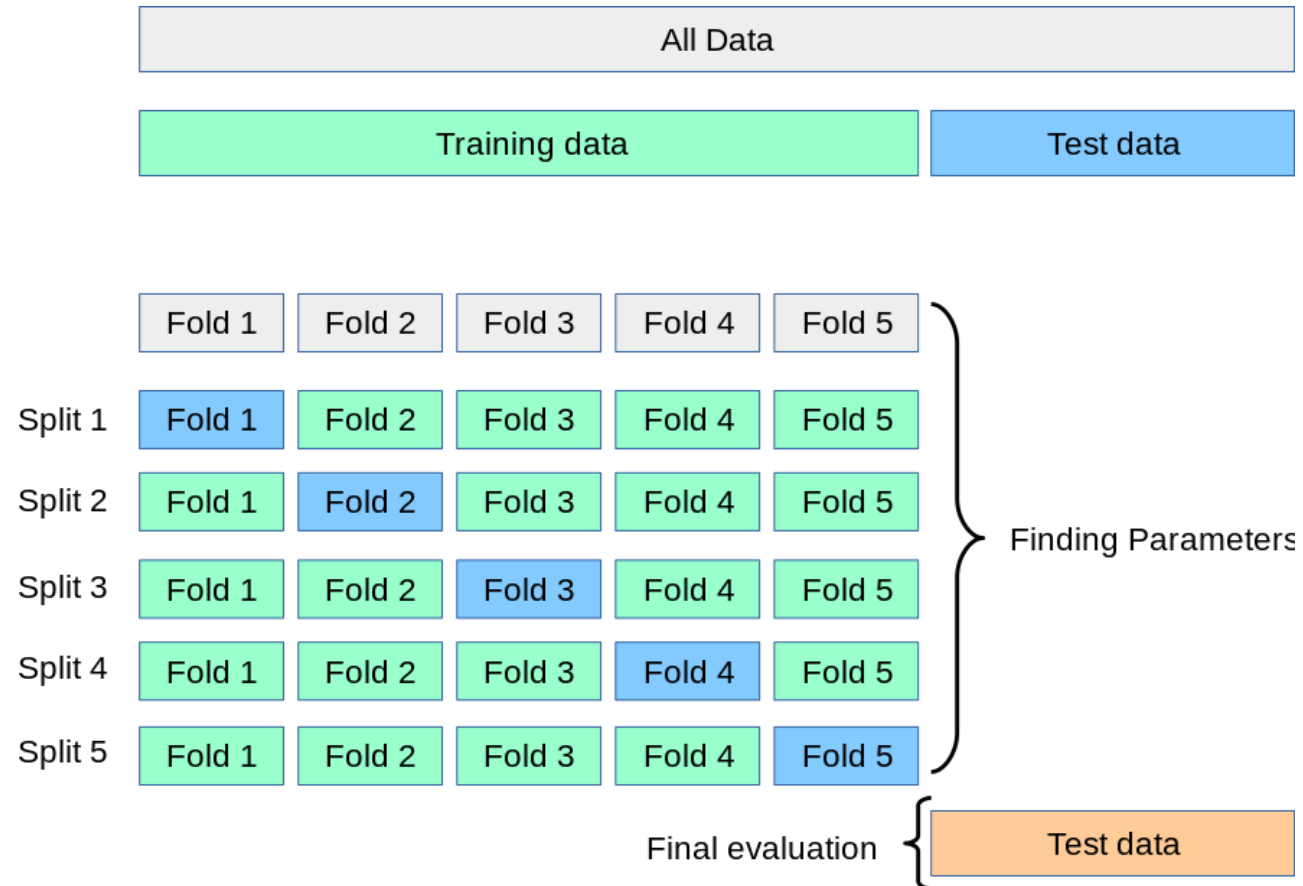 All Data
Training data Test data
Fold 1 Fold 2 Fold 3 Fold 4 Fold 5
Split 1 Fold 1 Fold 2 Fold 3 Fold 4 Fold 5
Split 2 Fold 1 Fold 2 Fold 3 Fold 4 Fold 5
Finding Parameters
Split 3 Fold 1 Fold 2 Fold 3 Fold 4 Fold 5
Split 4 Fold 1 Fold 2 Fold 3 Fold 4 Fold 5
Split 5 Fold 1 Fold 2 Fold 3 Fold 4 Fold 5
Final evaluation Test data